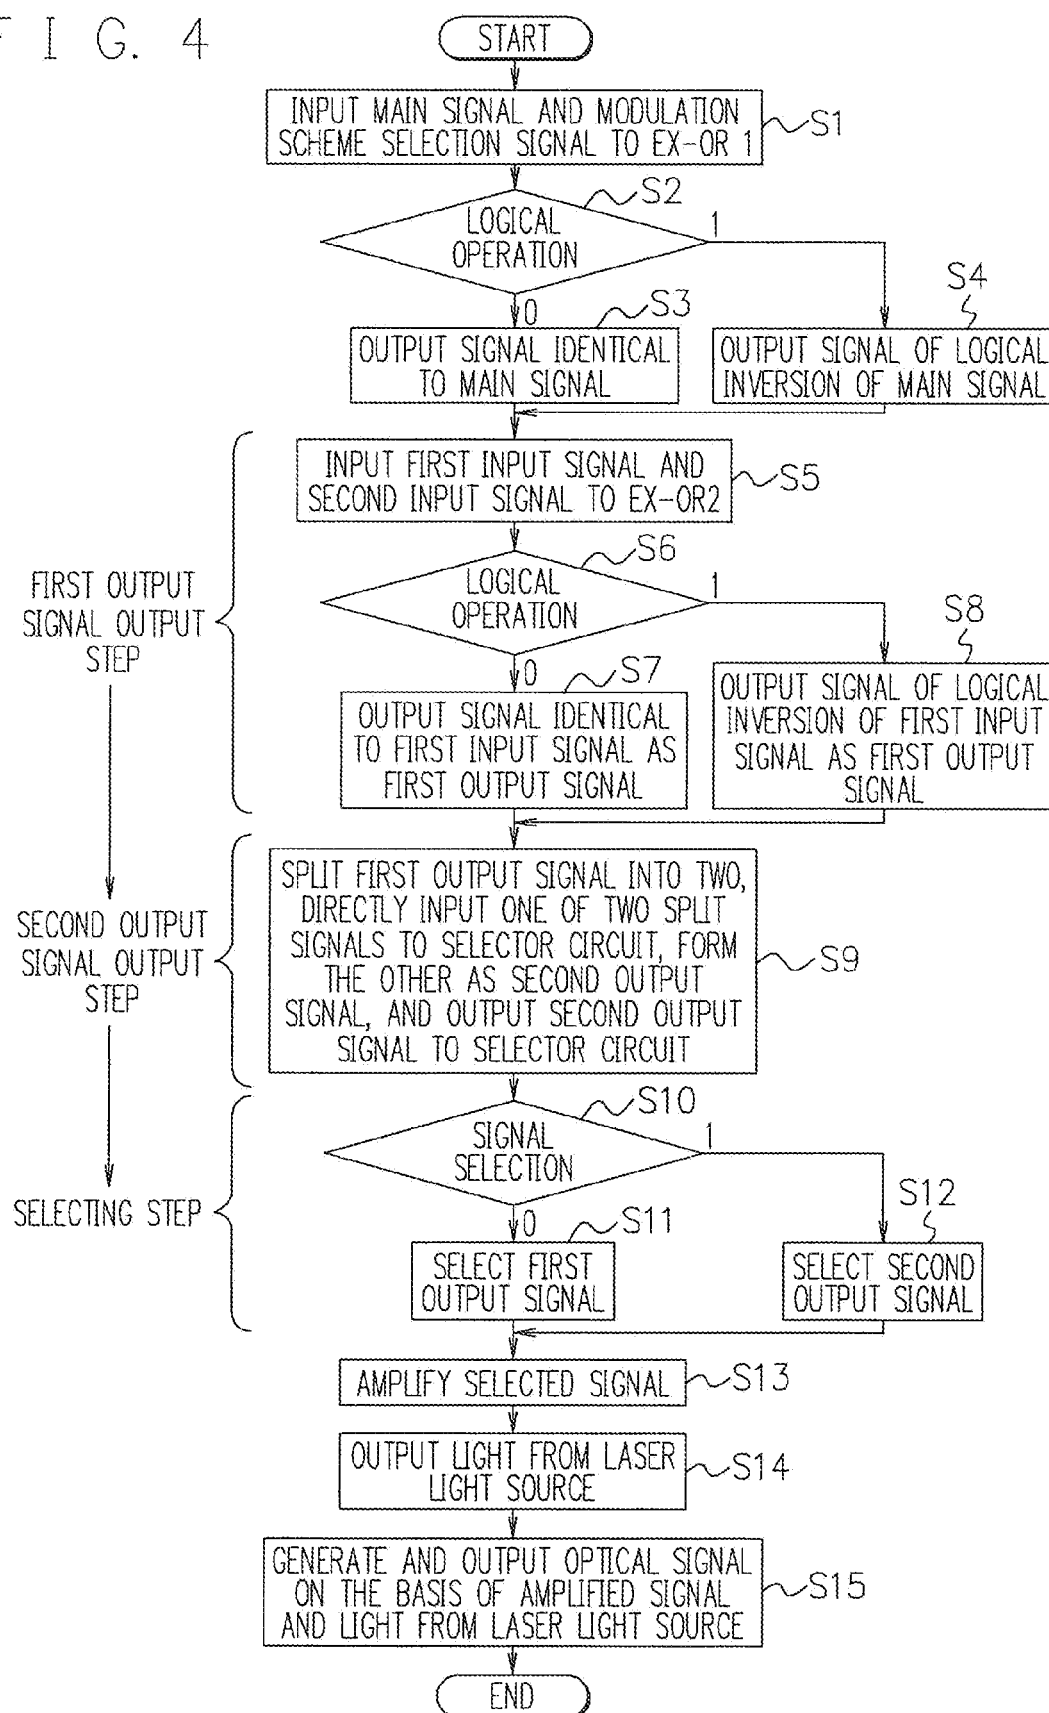 F I G. 4
START
INPUT MAIN SIGNAL AND MODULATION
SCHEME SELECTION SIGNAL TO EX-OR 1
S1
S2
LOGICAL
OPERATION
1
0
S3
OUTPUT SIGNAL IDENTICAL
TO MAIN SIGNAL
S4
OUTPUT SIGNAL OF LOGICAL
INVERSION OF MAIN SIGNAL
INPUT FIRST INPUT SIGNAL AND
SECOND INPUT SIGNAL TO EX-OR2
S5
S6
LOGICAL
OPERATION
1
0
FIRST OUTPUT
SIGNAL OUTPUT
STEP
S7
OUTPUT SIGNAL IDENTICAL
TO FIRST INPUT SIGNAL AS
FIRST OUTPUT SIGNAL
S8
OUTPUT SIGNAL OF LOGICAL
INVERSION OF FIRST INPUT
SIGNAL AS FIRST OUTPUT
SIGNAL
SECOND OUTPUT
SIGNAL OUTPUT
STEP
SPLIT FIRST OUTPUT SIGNAL INTO TWO,
DIRECTLY INPUT ONE OF TWO SPLIT
SIGNALS TO SELECTOR CIRCUIT, FORM
THE OTHER AS SECOND OUTPUT
SIGNAL, AND OUTPUT SECOND OUTPUT
SIGNAL TO SELECTOR CIRCUIT
S9
S10
SIGNAL
SELECTION
1
0
SELECTING STEP
S11
SELECT FIRST
OUTPUT SIGNAL
S12
SELECT SECOND
OUTPUT SIGNAL
AMPLIFY SELECTED SIGNAL
S13
OUTPUT LIGHT FROM LASER
LIGHT SOURCE
S14
GENERATE AND OUTPUT OPTICAL SIGNAL
ON THE BASIS OF AMPLIFIED SIGNAL
AND LIGHT FROM LASER LIGHT SOURCE
S15
END